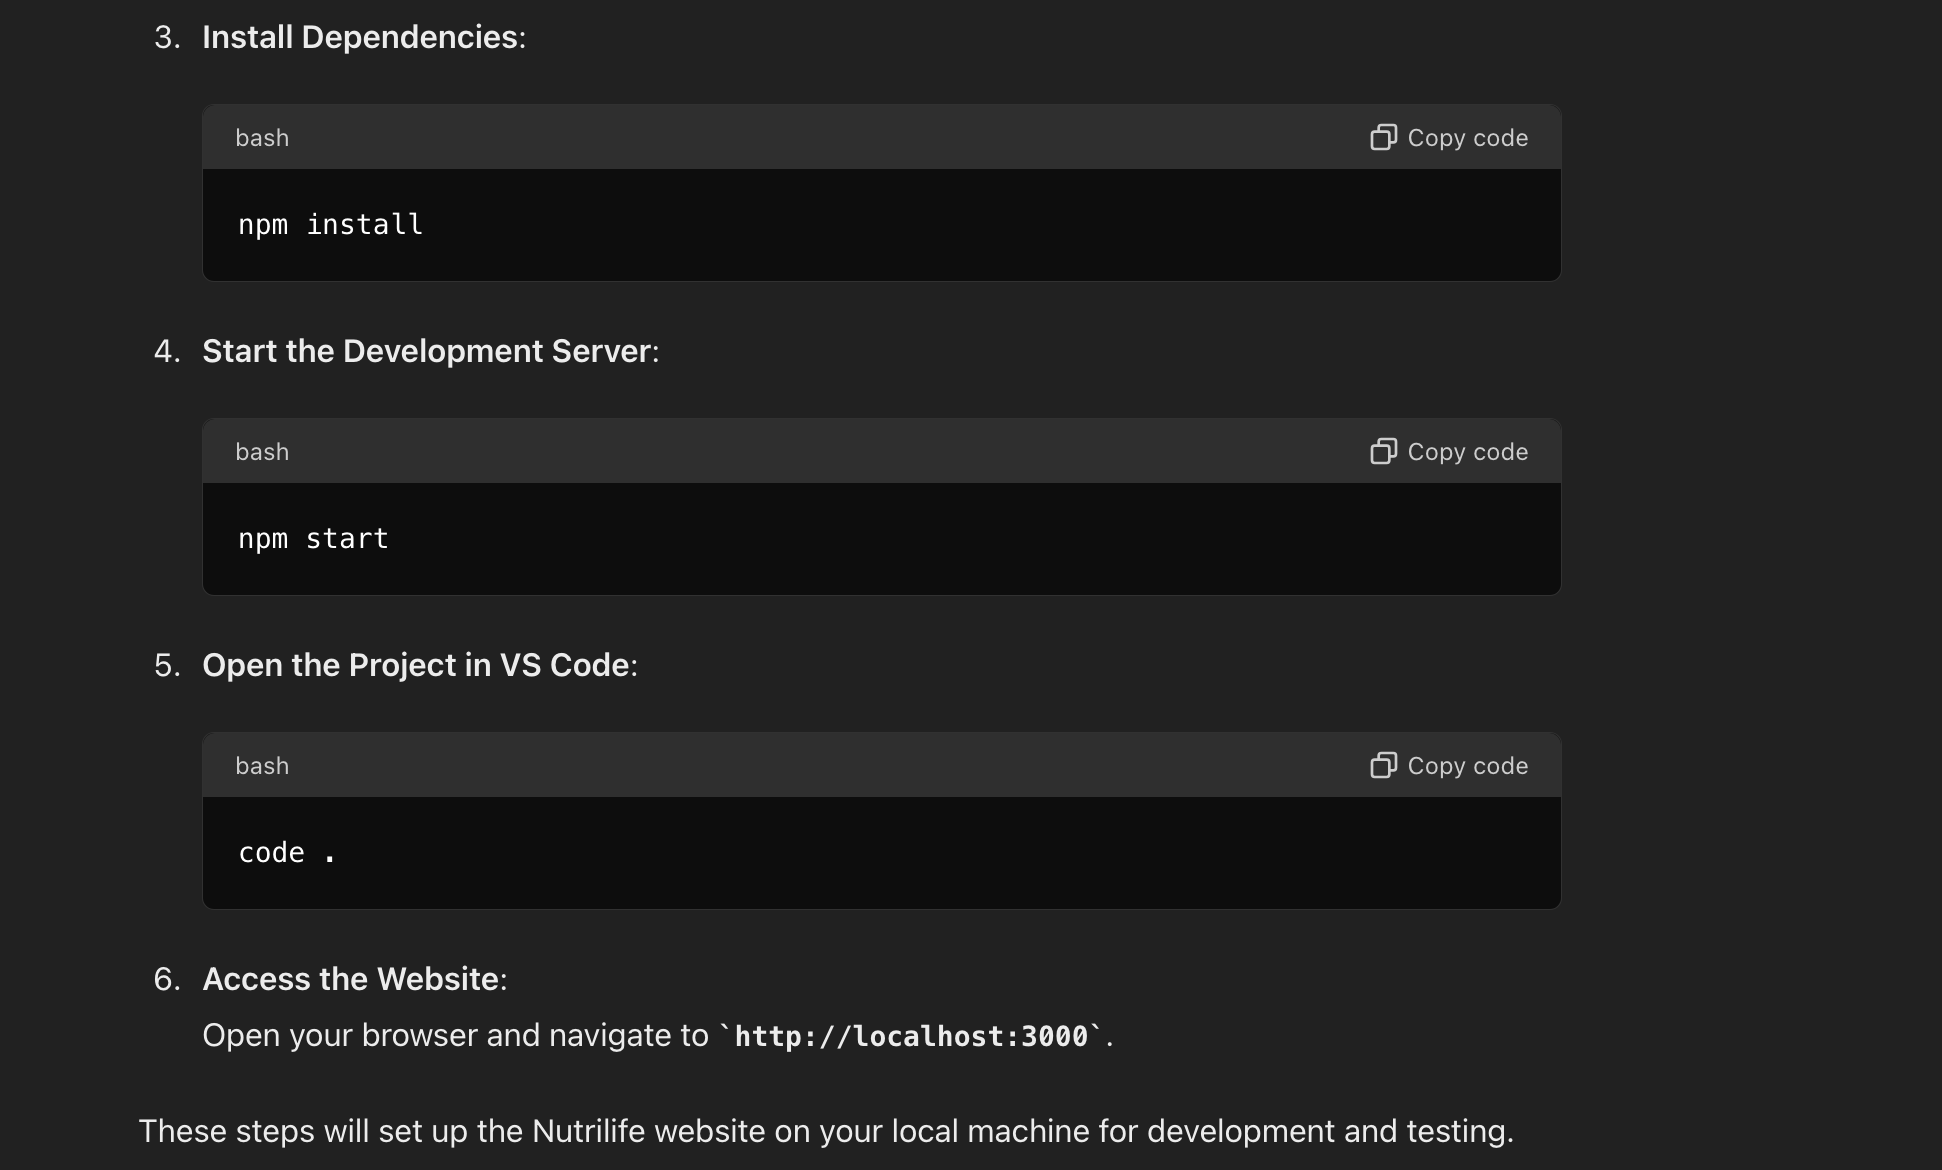 3. Install Dependencies:
bash
Copy code
npm install
4. Start the Development Server:
bash
Copy code
npm start
5. Open the Project in VS Code:
bash
Copy code
code .
6. Access the Website:
Open your browser and navigate to `http://localhost:3000`.
These steps will set up the Nutrilife website on your local machine for development and testing.